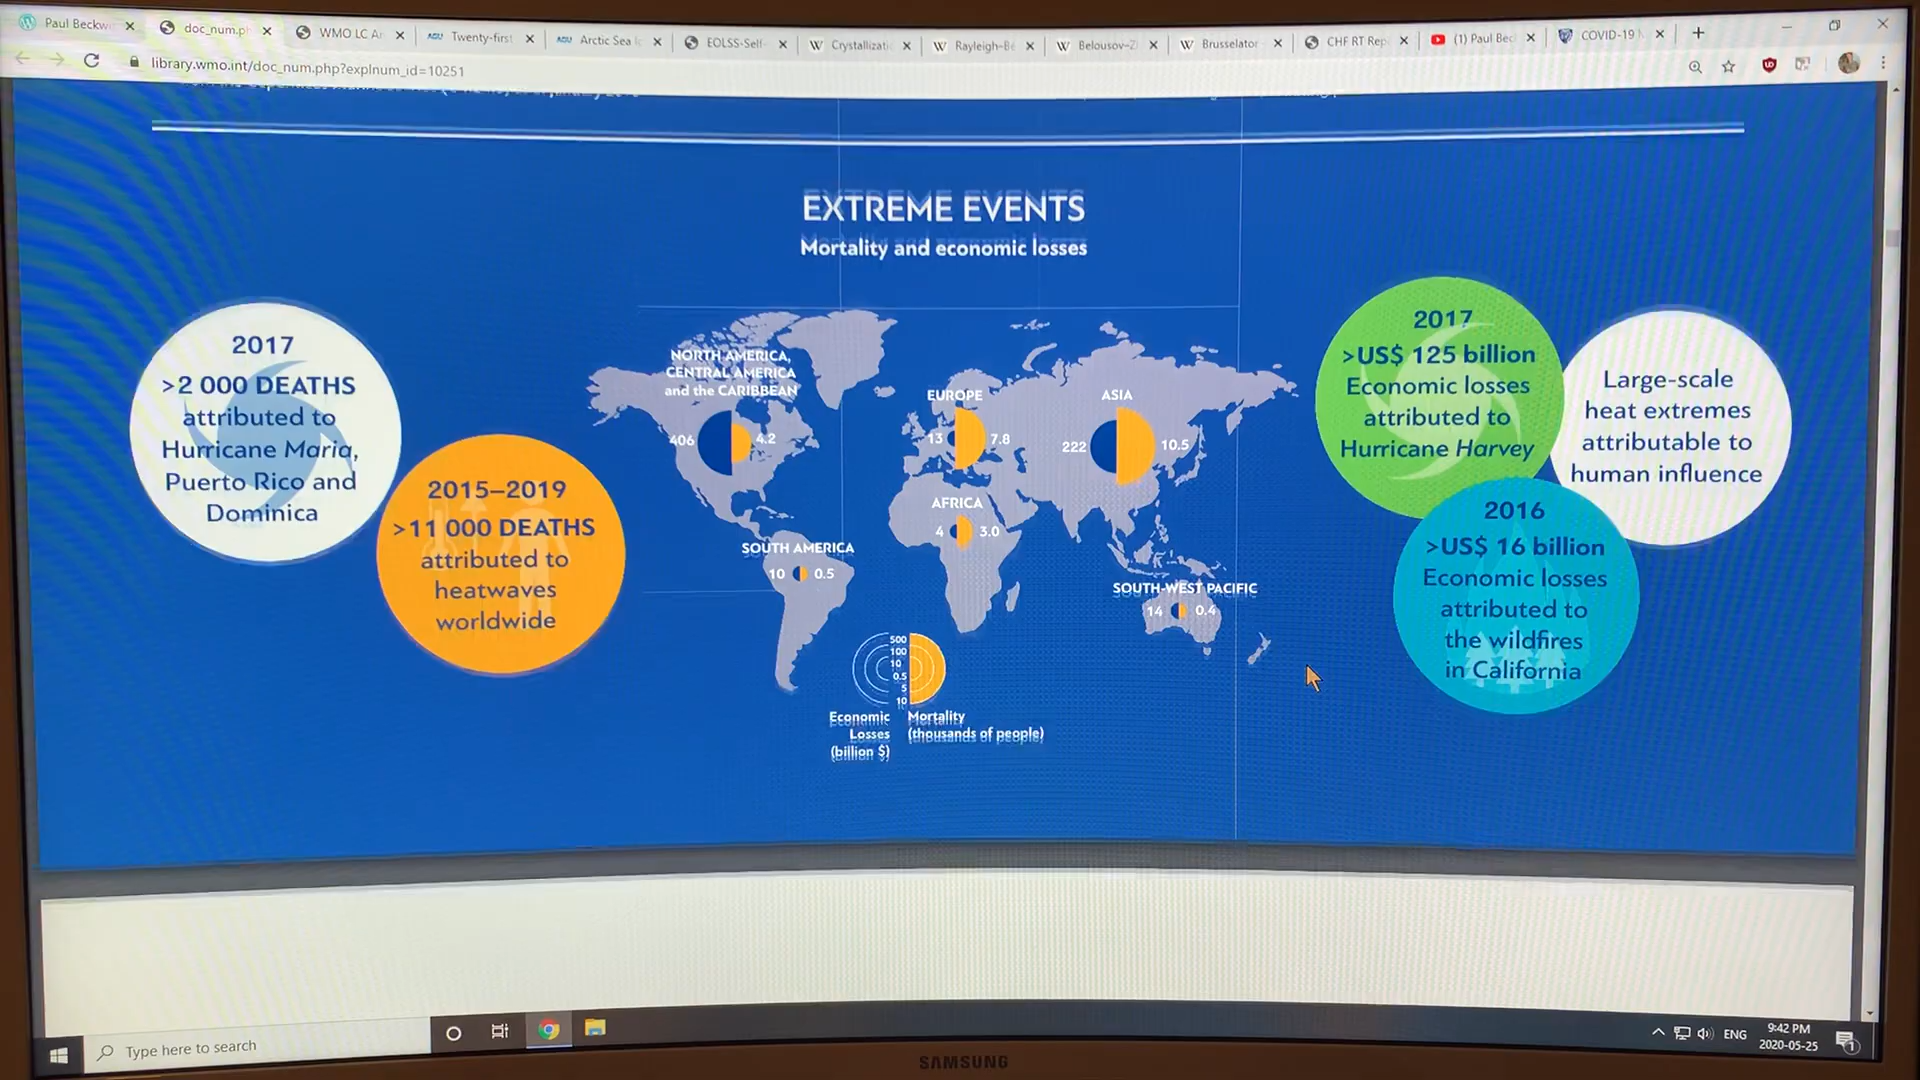 Paul Beckw
doc_num.p
WMO LC A
AGU Twenty-first
AGU Arctic Sea
EOLSS-Self-
W Crystallizati
W Rayleigh-Bé
W Belousov-Z
W Brusselator
CHF RT Rep
(1) Paul Bec
COVID-19
library.wmo.int/doc_num.php?explnum_id=10251
EXTREME EVENTS
Mortality and economic losses
2017
>2 000 DEATHS
attributed to
Hurricane Maria,
Puerto Rico and
Dominica
2015–2019
>11 000 DEATHS
attributed to
heatwaves
worldwide
NORTH AMERICA,
CENTRAL AMERICA
and the CARIBBEAN
406 4.2
EUROPE
13 7.8
ASIA
222 10.5
AFRICA
4 3.0
SOUTH AMERICA
10 0.5
SOUTH-WEST PACIFIC
14 0.4
500
100
10
0.5
5
10
Economic
Losses
(billion $)
Mortality
(thousands of people)
2017
>US$ 125 billion
Economic losses
attributed to
Hurricane Harvey
Large-scale
heat extremes
attributable to
human influence
2016
>US$ 16 billion
Economic losses
attributed to
the wildfires
in California
Type here to search
ENG
9:42 PM
2020-05-25
1
SAMSUNG